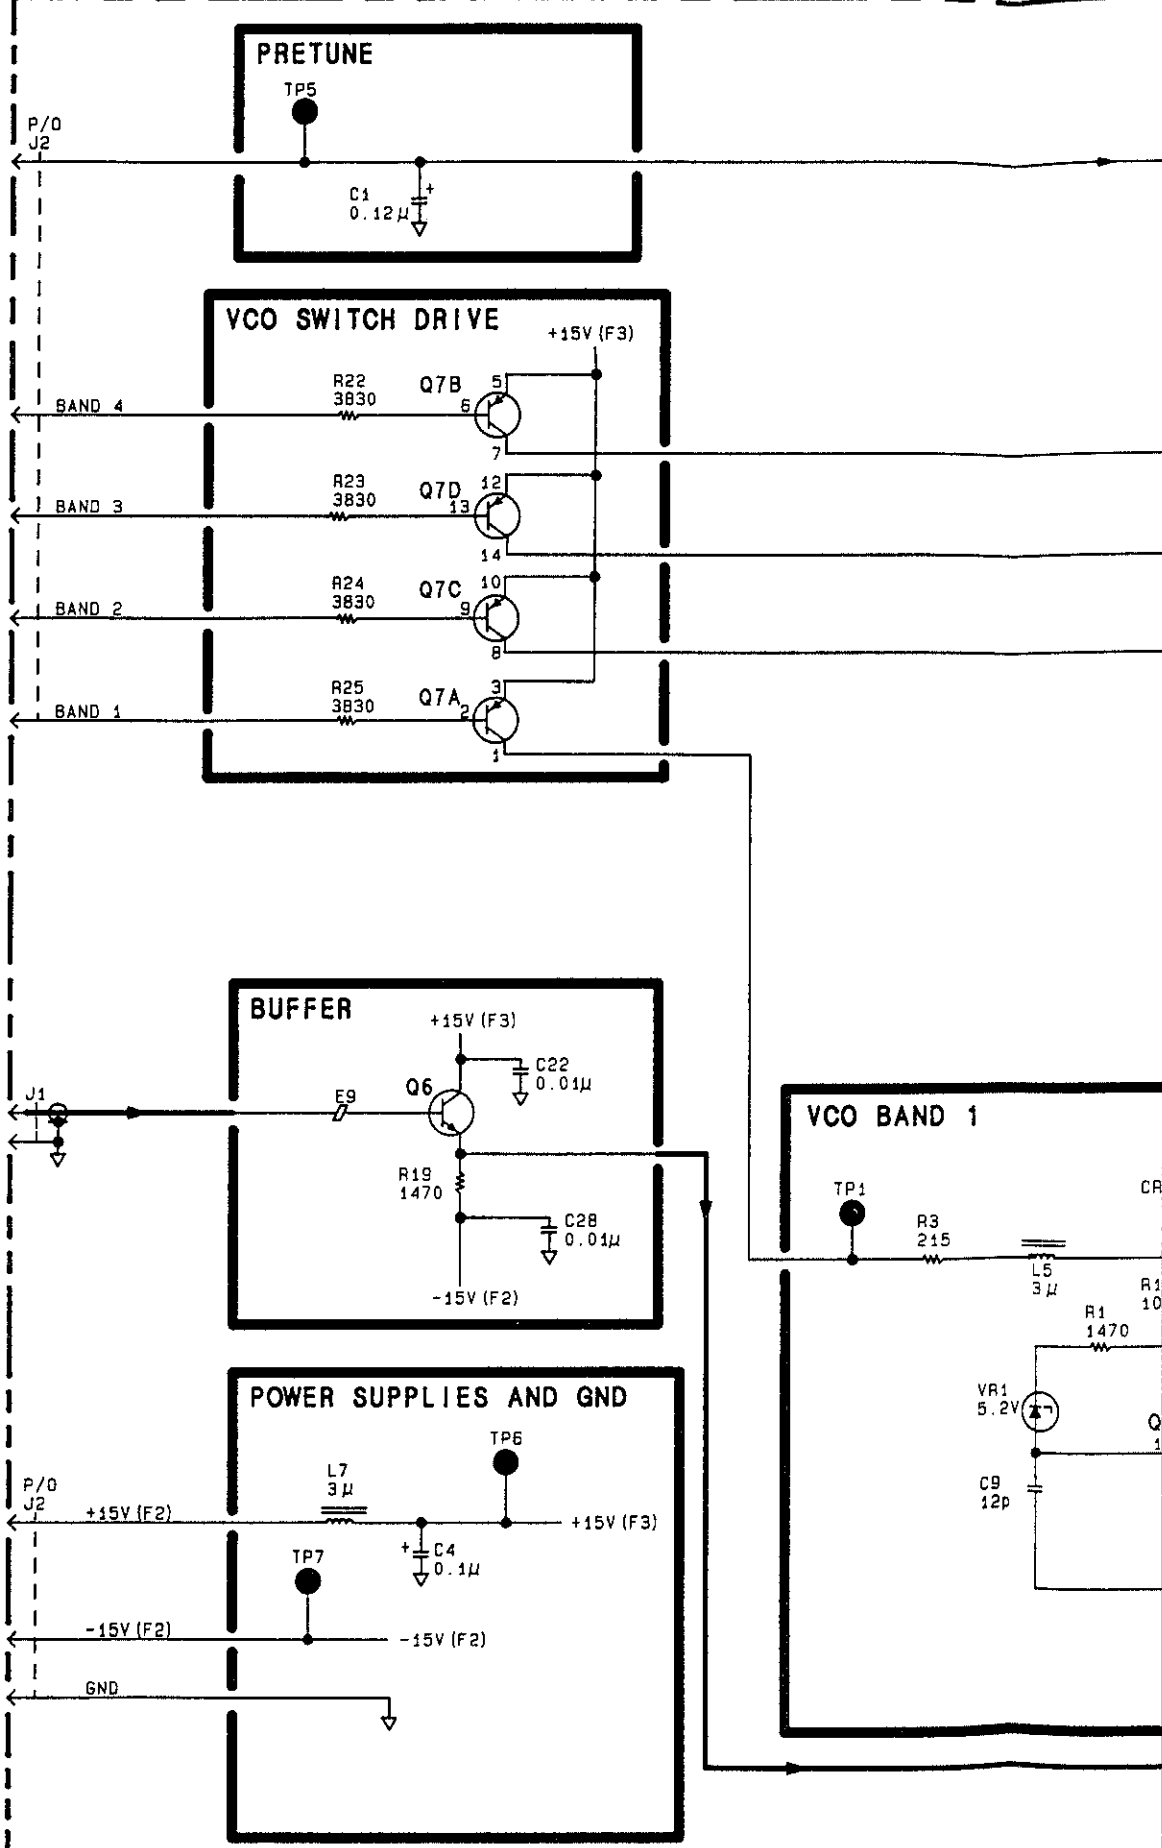 PRETUNE
TP5
P/O
J2
C1
0.12µ
+
VCO SWITCH DRIVE
+15V(F3)
R22
3830
Q7B
5
6
7
BAND 4
R23
3830
Q7D
12
13
14
BAND 3
R24
3830
Q7C
10
9
8
BAND 2
R25
3830
Q7A
3
2
1
BAND 1
BUFFER
+15V(F3)
C22
0.01µ
Q6
E9
J1
R19
1470
C28
0.01µ
-15V(F2)
VCO BAND 1
TP1
CR
R3
215
L5
3µ
R1
10
R1
1470
VR1
5.2V
Q
1
C9
12p
POWER SUPPLIES AND GND
TP6
L7
3µ
P/O
J2
+15V(F2)
+15V(F3)
+
C4
0.1µ
TP7
-15V(F2)
-15V(F2)
GND